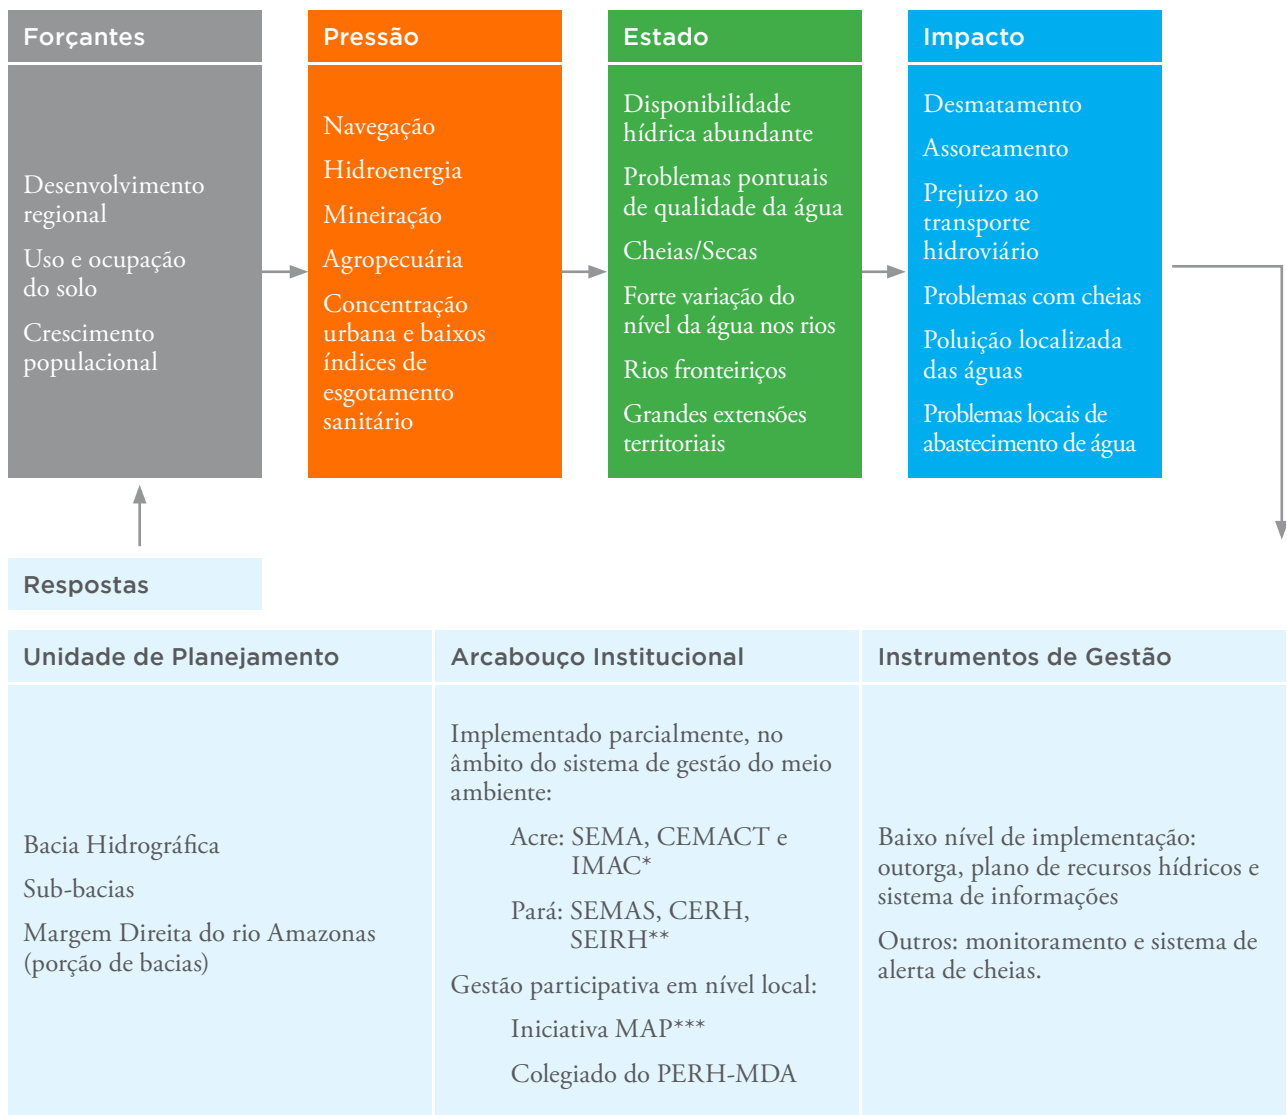 Forçantes
Desenvolvimento
regional
Uso e ocupação
do solo
Crescimento
populacional
Pressão
Navegação
Hidroenergia
Mineiração
Agropecuária
Concentração
urbana e baixos
índices de
esgotamento
sanitário
Estado
Disponibilidade
hídrica abundante
Problemas pontuais
de qualidade da água
Cheias/Secas
Forte variação do
nível da água nos rios
Rios fronteiriços
Grandes extensões
territoriais
Impacto
Desmatamento
Assoreamento
Prejuizo ao
transporte
hidroviário
Problemas com cheias
Poluição localizada
das águas
Problemas locais de
abastecimento de água
Respostas
Unidade de Planejamento
Bacia Hidrográfica
Sub-bacias
Margem Direita do rio Amazonas
(porção de bacias)
Arcabouço Institucional
Implementado parcialmente, no
âmbito do sistema de gestão do meio
ambiente:
Acre: SEMA, CEMACT e
IMAC*
Pará: SEMAS, CERH,
SEIRH**
Gestão participativa em nível local:
Iniciativa MAP***
Colegiado do PERH-MDA
Instrumentos de Gestão
Baixo nível de implementação:
outorga, plano de recursos hídricos e
sistema de informações
Outros: monitoramento e sistema de
alerta de cheias.